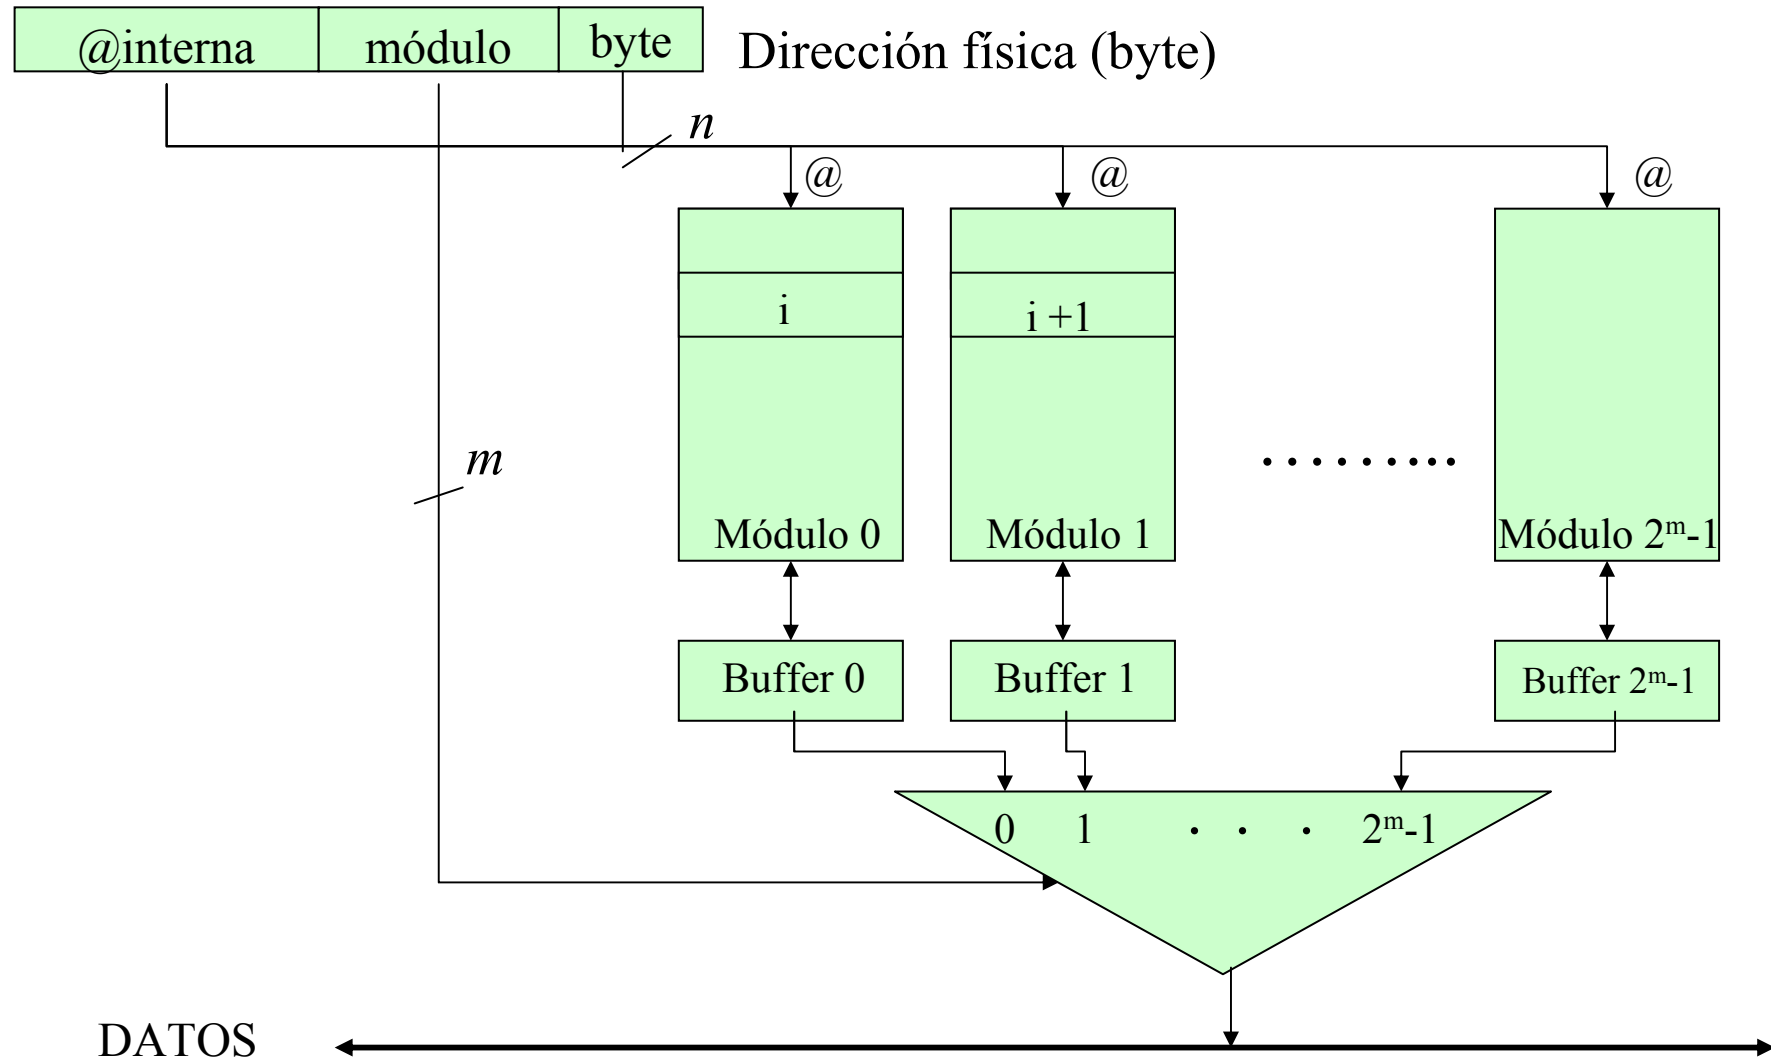 @interna módulo byte Dirección física (byte)
n
@ @ @
i i +1
m
. . . . . . . . .
Módulo 0 Módulo 1 Módulo 2ᵐ-1
Buffer 0 Buffer 1 Buffer 2ᵐ-1
0 1 . . . 2ᵐ-1
DATOS